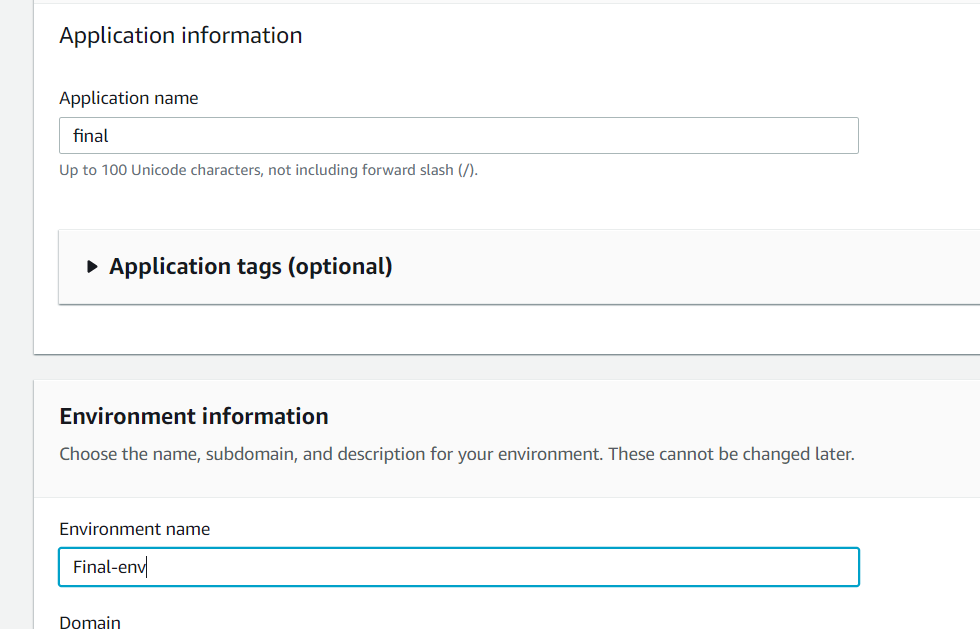 Application information
Application name
final
Up to 100 Unicode characters, not including forward slash (/).
Application tags (optional)
Environment information
Choose the name, subdomain, and description for your environment. These cannot be changed later.
Environment name
Final-env
Domain